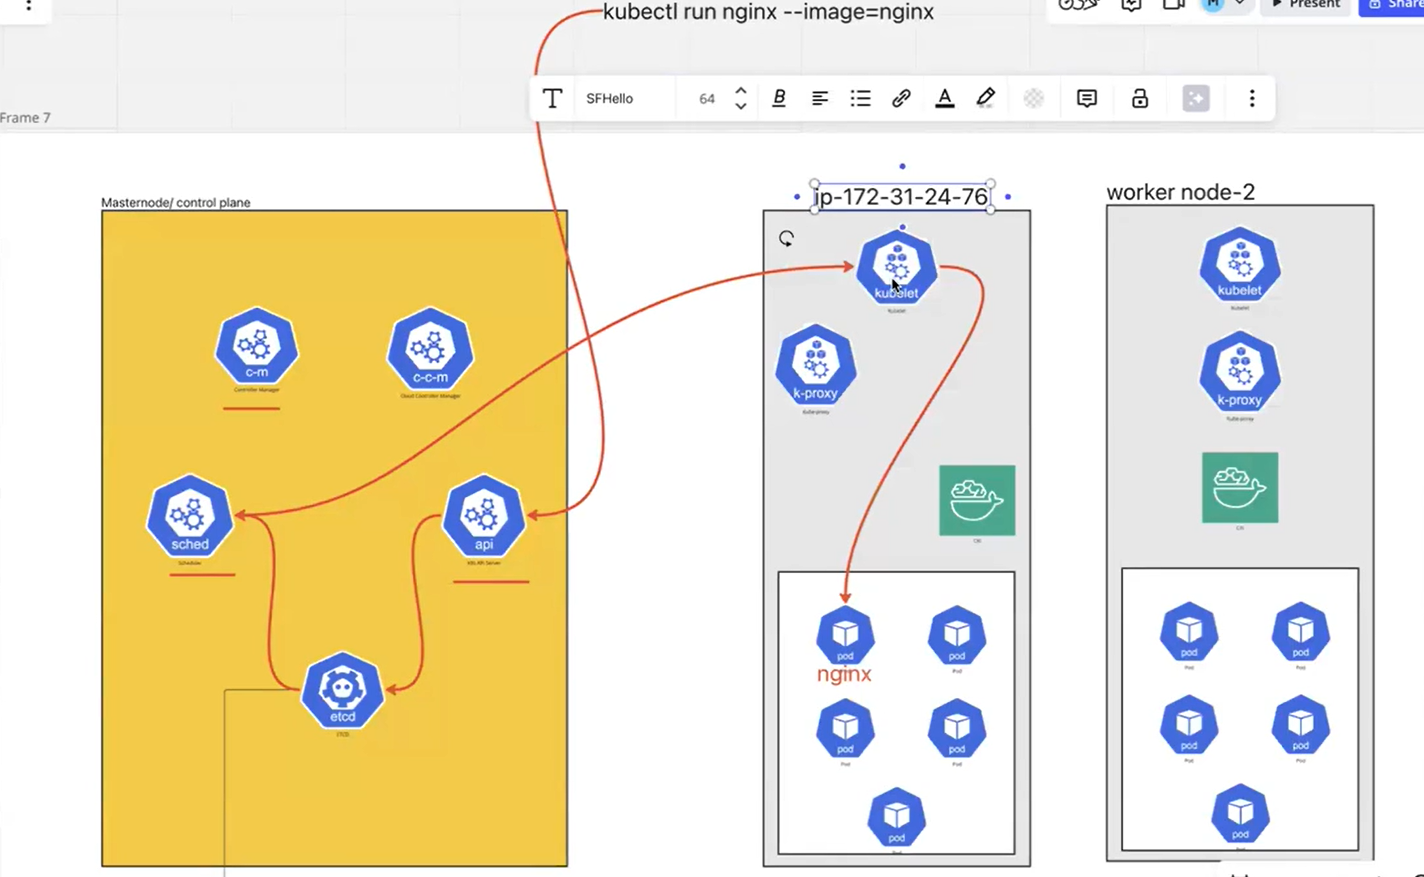 kubectl run nginx --image=nginx
M
Present
Share
SFHello
64
B
A
Frame 7
Masternode/ control plane
ip-172-31-24-76
worker node-2
kubelet
Kubelet
kubelet
Kubelet
c-m
Controller Manager
c-c-m
Cloud Controller Manager
k-proxy
Kube-proxy
k-proxy
Kube-proxy
sched
Scheduler
api
K8S API Server
CRI
CRI
etcd
ETCD
pod
nginx
pod
Pod
pod
Pod
pod
Pod
pod
pod
Pod
pod
Pod
pod
Pod
pod
Pod
pod